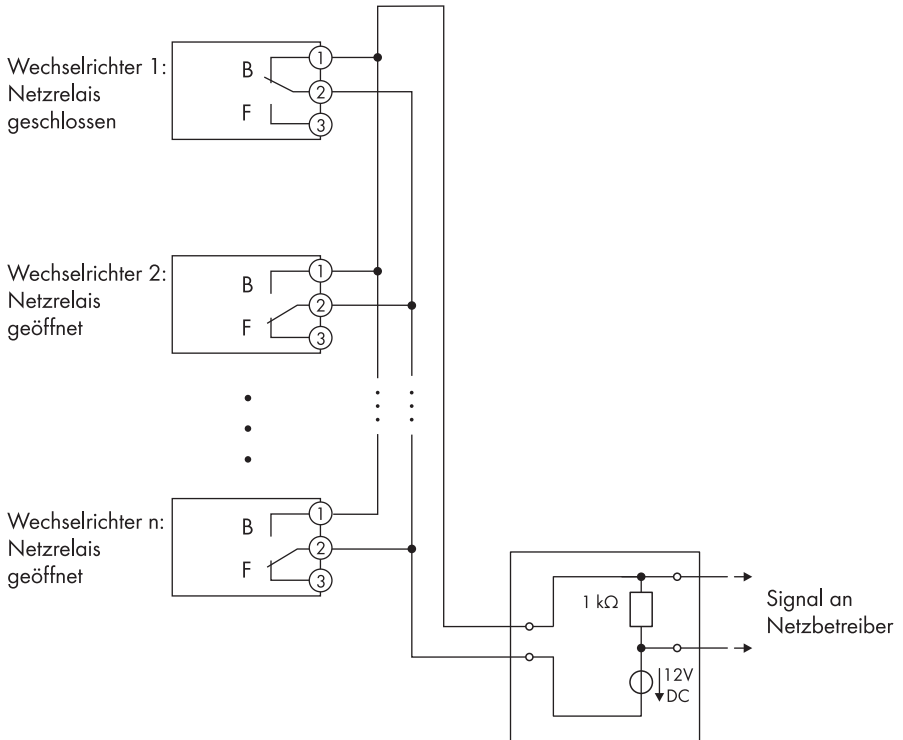 Wechselrichter 1:
Netzrelais
geschlossen
B
F
1
2
3
Wechselrichter 2:
Netzrelais
geöffnet
B
F
1
2
3
Wechselrichter n:
Netzrelais
geöffnet
B
F
1
2
3
1 kΩ
12V
DC
Signal an
Netzbetreiber